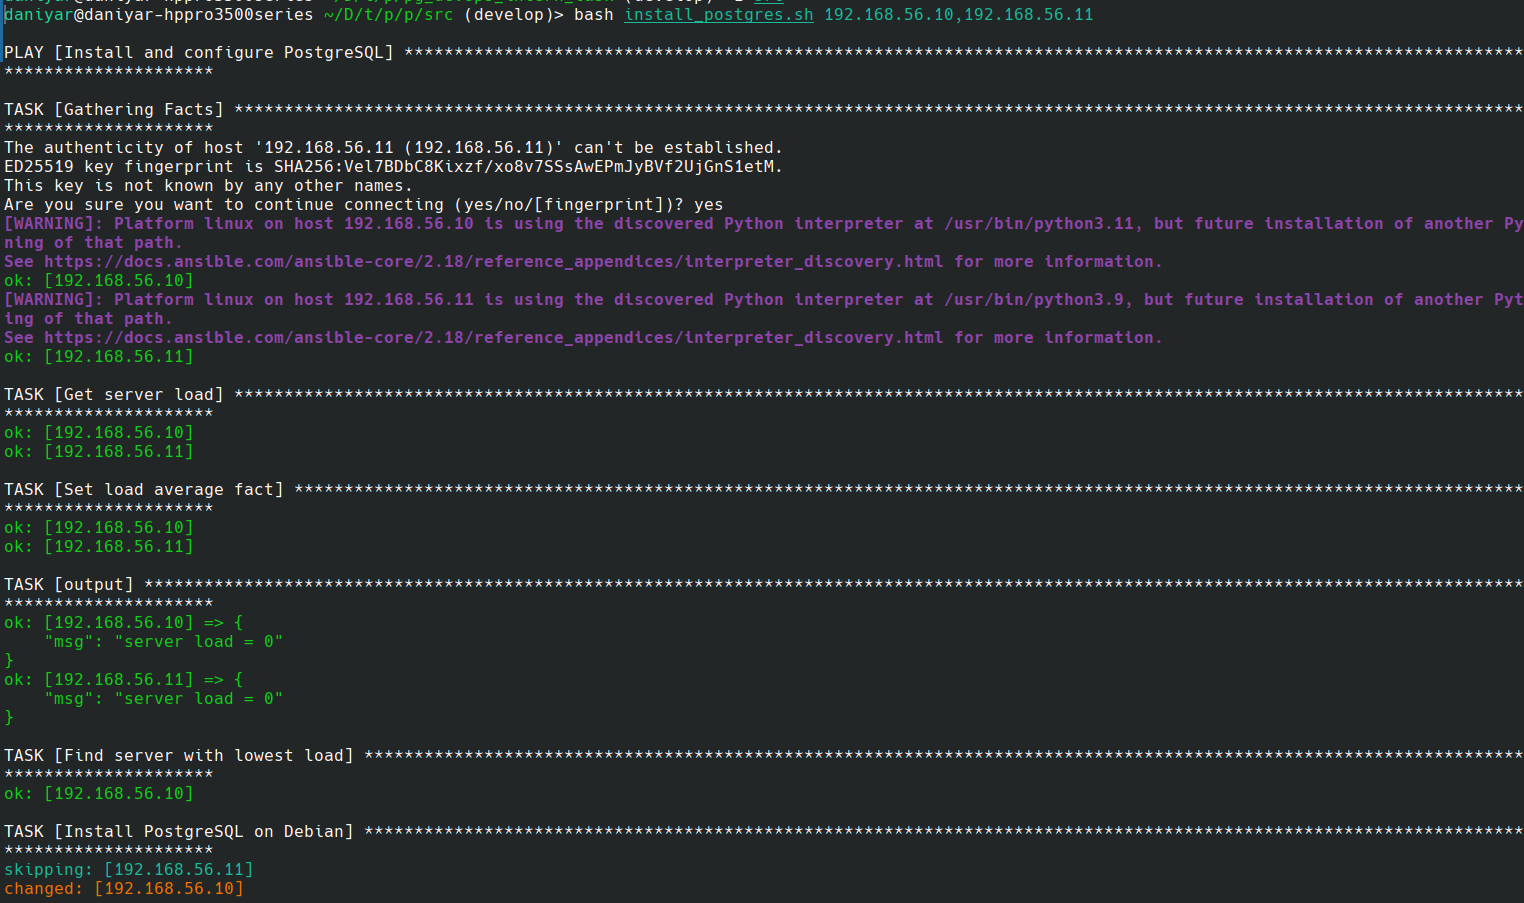 daniyar@daniyar-hppro3500series ~/D/t/p/p/src (develop)> bash install_postgres.sh 192.168.56.10,192.168.56.11
PLAY [Install and configure PostgreSQL] ****************************************************************************************************************
*********************
TASK [Gathering Facts] *********************************************************************************************************************************
*********************
The authenticity of host '192.168.56.11 (192.168.56.11)' can't be established.
ED25519 key fingerprint is SHA256:Vel7BDbC8Kixzf/xo8v7SSsAwEPmJyBVf2UjGnS1etM.
This key is not known by any other names.
Are you sure you want to continue connecting (yes/no/[fingerprint])? yes
[WARNING]: Platform linux on host 192.168.56.10 is using the discovered Python interpreter at /usr/bin/python3.11, but future installation of another Py
ning of that path.
See https://docs.ansible.com/ansible-core/2.18/reference_appendices/interpreter_discovery.html for more information.
ok: [192.168.56.10]
[WARNING]: Platform linux on host 192.168.56.11 is using the discovered Python interpreter at /usr/bin/python3.9, but future installation of another Pyt
ing of that path.
See https://docs.ansible.com/ansible-core/2.18/reference_appendices/interpreter_discovery.html for more information.
ok: [192.168.56.11]
TASK [Get server load] *********************************************************************************************************************************
*********************
ok: [192.168.56.10]
ok: [192.168.56.11]
TASK [Set load average fact] ***************************************************************************************************************************
*********************
ok: [192.168.56.10]
ok: [192.168.56.11]
TASK [output] ******************************************************************************************************************************************
*********************
ok: [192.168.56.10] => {
    "msg": "server load = 0"
}
ok: [192.168.56.11] => {
    "msg": "server load = 0"
}
TASK [Find server with lowest load] ********************************************************************************************************************
*********************
ok: [192.168.56.10]
TASK [Install PostgreSQL on Debian] ********************************************************************************************************************
*********************
skipping: [192.168.56.11]
changed: [192.168.56.10]